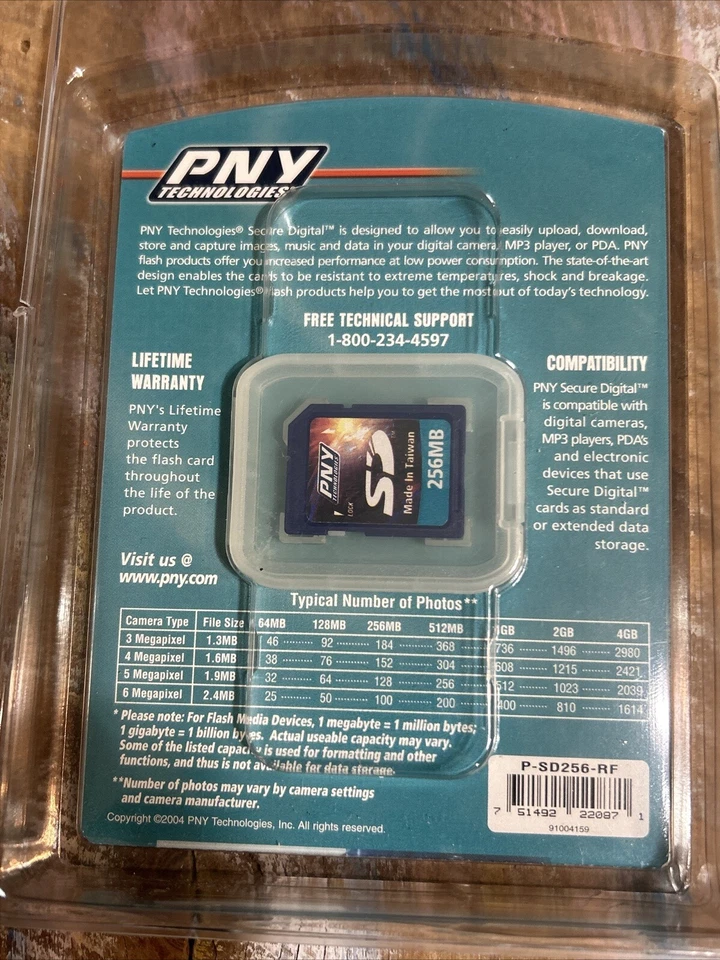 PNY
TECHNOLOGIES
PNY Technologies® Secure Digital™ is designed to allow you to easily upload, download,
store and capture images, music and data in your digital camera, MP3 player, or PDA. PNY
flash products offer you increased performance at low power consumption. The state-of-the-art
design enables the cards to be resistant to extreme temperatures, shock and breakage.
Let PNY Technologies® flash products help you to get the most out of today's technology.
FREE TECHNICAL SUPPORT
1-800-234-4597
LIFETIME
WARRANTY
PNY's Lifetime
Warranty
protects
the flash card
throughout
the life of the
product.
COMPATIBILITY
PNY Secure Digital™
is compatible with
digital cameras,
MP3 players, PDA's
and electronic
devices that use
Secure Digital™
cards as standard
or extended data
storage.
PNY
TECHNOLOGIES
LOCK
SD
Made In Taiwan
256MB
Visit us @
www.pny.com
Typical Number of Photos**
Camera Type File Size 64MB 128MB 256MB 512MB 1GB 2GB 4GB
3 Megapixel 1.3MB 46 92 184 368 736 1496 2980
4 Megapixel 1.6MB 38 76 152 304 608 1215 2421
5 Megapixel 1.9MB 32 64 128 256 512 1023 2039
6 Megapixel 2.4MB 25 50 100 200 400 810 1614
* Please note: For Flash Media Devices, 1 megabyte = 1 million bytes;
1 gigabyte = 1 billion bytes. Actual useable capacity may vary.
Some of the listed capacity is used for formatting and other
functions, and thus is not available for data storage.
**Number of photos may vary by camera settings
and camera manufacturer.
Copyright ©2004 PNY Technologies, Inc. All rights reserved.
P-SD256-RF
7 51492 22087 1
91004159